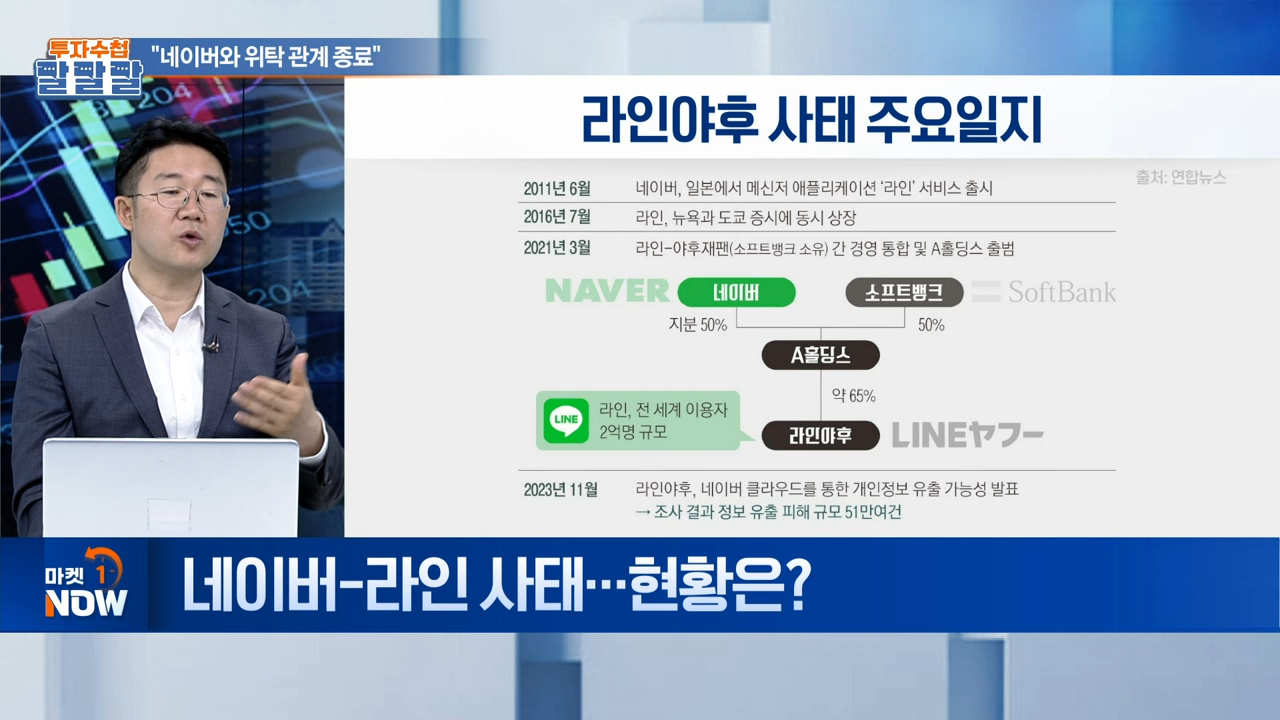 투자수첩
팔팔팔
"네이버와 위탁 관계 종료"
204
50
204
라인야후 사태 주요일지
출처: 연합뉴스
2011년 6월 네이버, 일본에서 메신저 애플리케이션 '라인' 서비스 출시
2016년 7월 라인, 뉴욕과 도쿄 증시에 동시 상장
2021년 3월 라인-야후재팬(소프트뱅크 소유) 간 경영 통합 및 A홀딩스 출범
NAVER 네이버 소프트뱅크 SoftBank
지분 50% 50%
A홀딩스
약 65%
LINE 라인, 전 세계 이용자
2억명 규모
라인야후 LINEヤフー
2023년 11월 라인야후, 네이버 클라우드를 통한 개인정보 유출 가능성 발표
→ 조사 결과 정보 유출 피해 규모 51만여건
마켓 1
NOW
네이버-라인 사태…현황은?